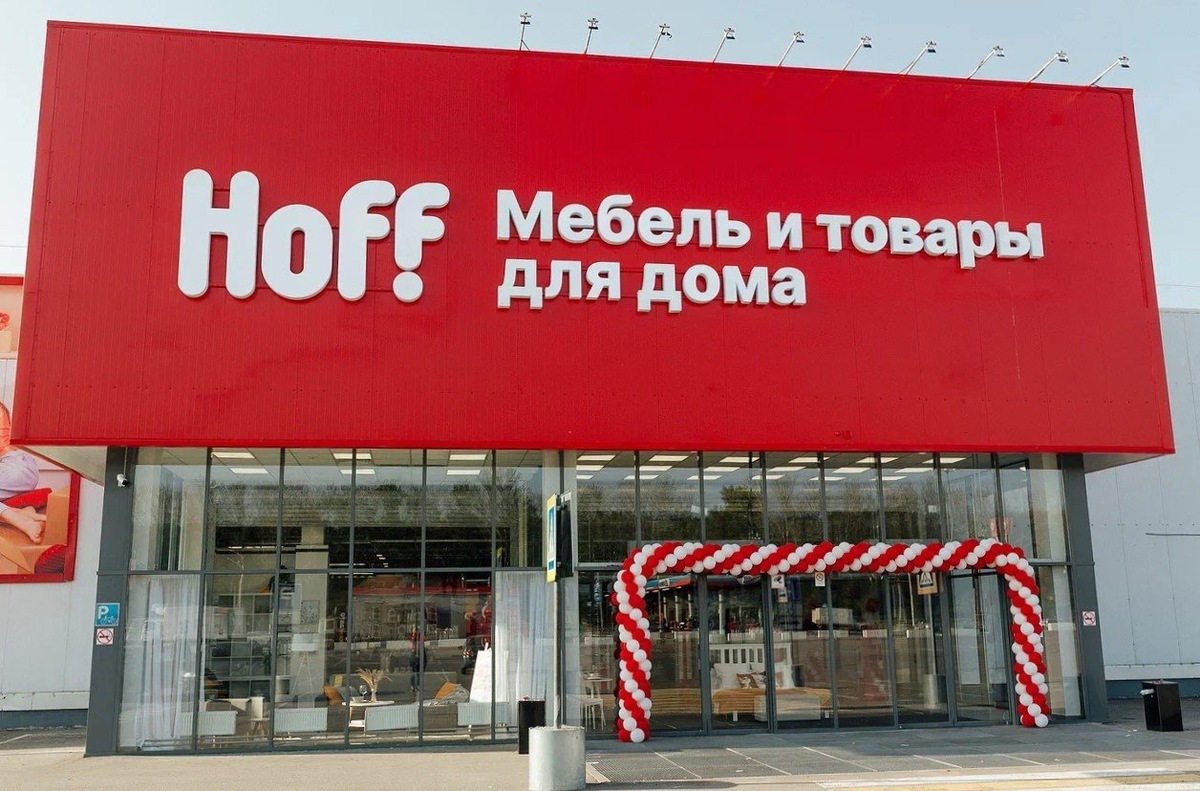 Hoff
Мебель и товары
для дома
P